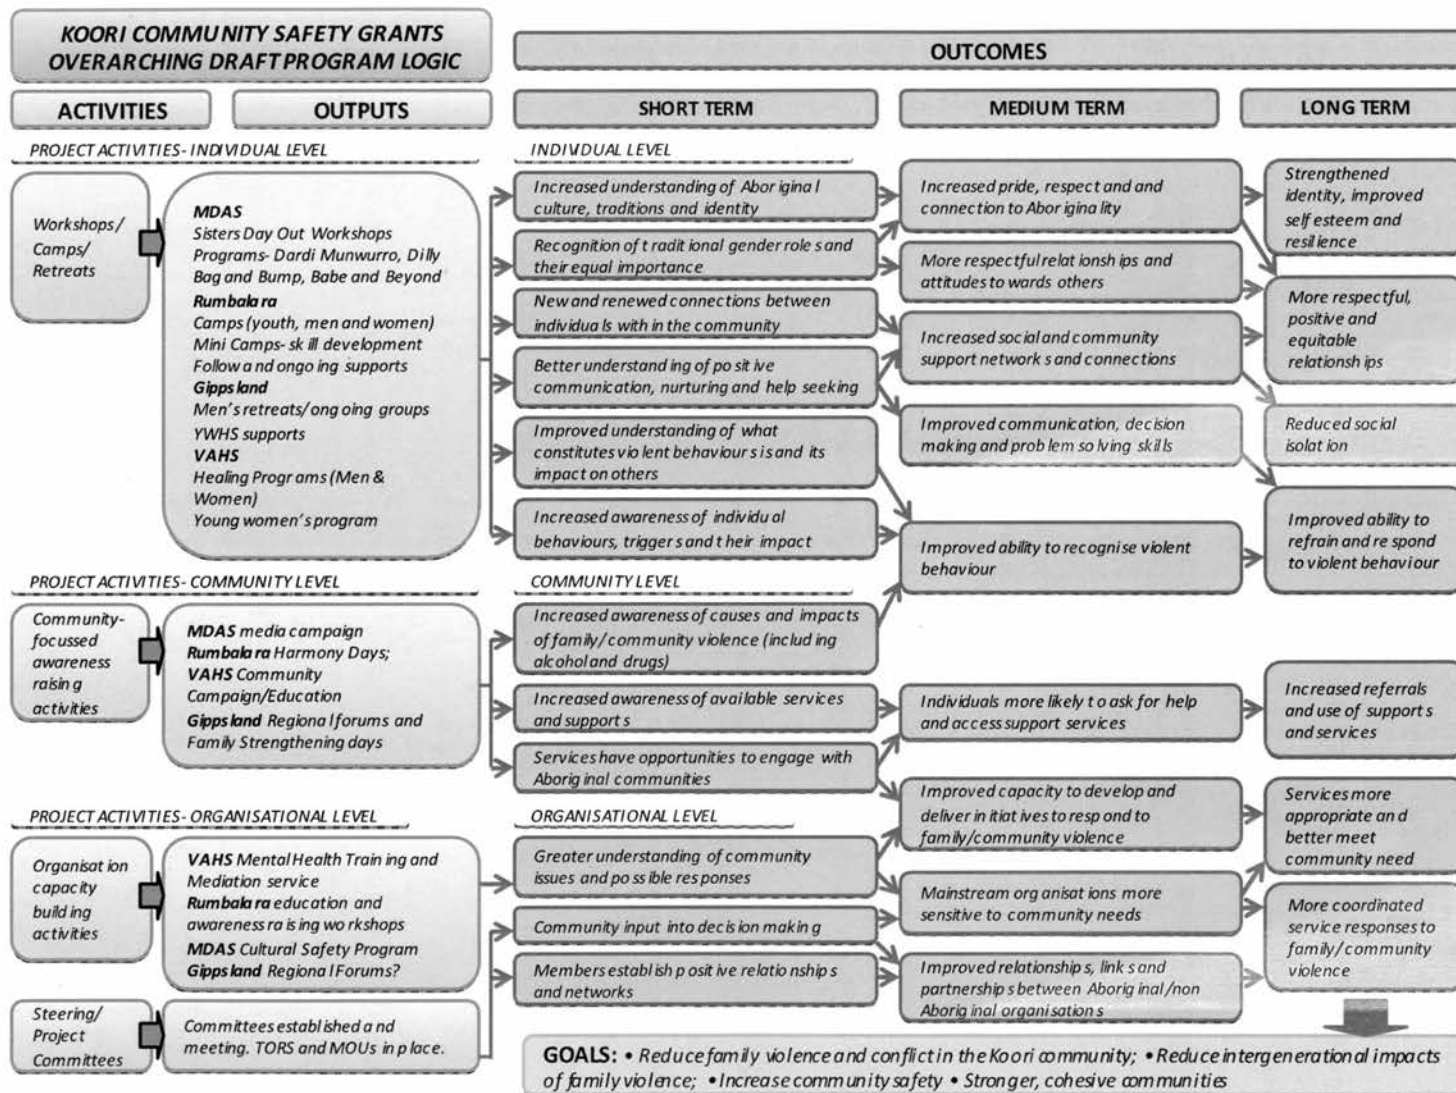 KOORI COMMUNITY SAFETY GRANTS
OVERARCHING DRAFT PROGRAM LOGIC
OUTCOMES
ACTIVITIES
OUTPUTS
SHORT TERM
MEDIUM TERM
LONG TERM
PROJECT ACTIVITIES- INDIVIDUAL LEVEL
Workshops/
Camps/
Retreats
MDAS
Sisters Day Out Workshops
Programs- Dardi Munwurro, Dilly
Bag and Bump, Babe and Beyond
Rumbalara
Camps (youth, men and women)
Mini Camps- skill development
Follow and ongoing supports
Gippsland
Men's retreats/ongoing groups
YWHS supports
VAHS
Healing Programs (Men &
Women)
Young women's program
INDIVIDUAL LEVEL
Increased understanding of Aboriginal
culture, traditions and identity
Recognition of traditional gender roles and
their equal importance
New and renewed connections between
individuals with in the community
Better understanding of positive
communication, nurturing and help seeking
Improved understanding of what
constitutes violent behaviours is and its
impact on others
Increased awareness of individual
behaviours, triggers and their impact
Increased pride, respect and and
connection to Aboriginality
More respectful relationships and
attitudes to wards others
Increased social and community
support networks and connections
Improved communication, decision
making and problem solving skills
Improved ability to recognise violent
behaviour
Strengthened
identity, improved
self esteem and
resilience
More respectful,
positive and
equitable
relationships
Reduced social
isolation
Improved ability to
refrain and respond
to violent behaviour
PROJECT ACTIVITIES- COMMUNITY LEVEL
Community-
focussed
awareness
raising
activities
MDAS media campaign
Rumbalara Harmony Days;
VAHS Community
Campaign/Education
Gippsland Regional forums and
Family Strengthening days
COMMUNITY LEVEL
Increased awareness of causes and impacts
of family/community violence (including
alcohol and drugs)
Increased awareness of available services
and supports
Services have opportunities to engage with
Aboriginal communities
Individuals more likely to ask for help
and access support services
Improved capacity to develop and
deliver initiatives to respond to
family/community violence
Increased referrals
and use of supports
and services
Services more
appropriate and
better meet
community need
PROJECT ACTIVITIES- ORGANISATIONAL LEVEL
Organisation
capacity
building
activities
VAHS Mental Health Training and
Mediation service
Rumbalara education and
awareness raising workshops
MDAS Cultural Safety Program
Gippsland Regional Forums?
Steering/
Project
Committees
Committees established and
meeting. TORS and MOUs in place.
ORGANISATIONAL LEVEL
Greater understanding of community
issues and possible responses
Community input into decision making
Members establish positive relationships
and networks
Mainstream organisations more
sensitive to community needs
Improved relationships, links and
partnerships between Aboriginal/non
Aboriginal organisations
More coordinated
service responses to
family/community
violence
GOALS: • Reduce family violence and conflict in the Koori community; • Reduce intergenerational impacts
of family violence; • Increase community safety • Stronger, cohesive communities